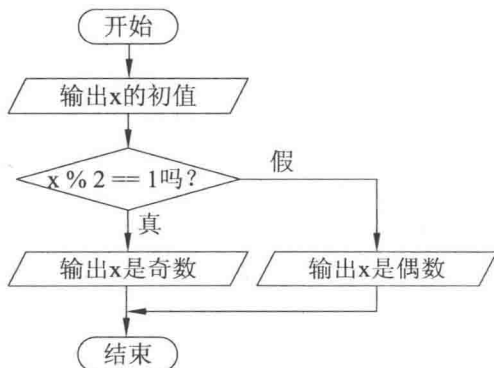 开始
输出x的初值
x % 2 == 1吗?
假
真
输出x是奇数
输出x是偶数
结束